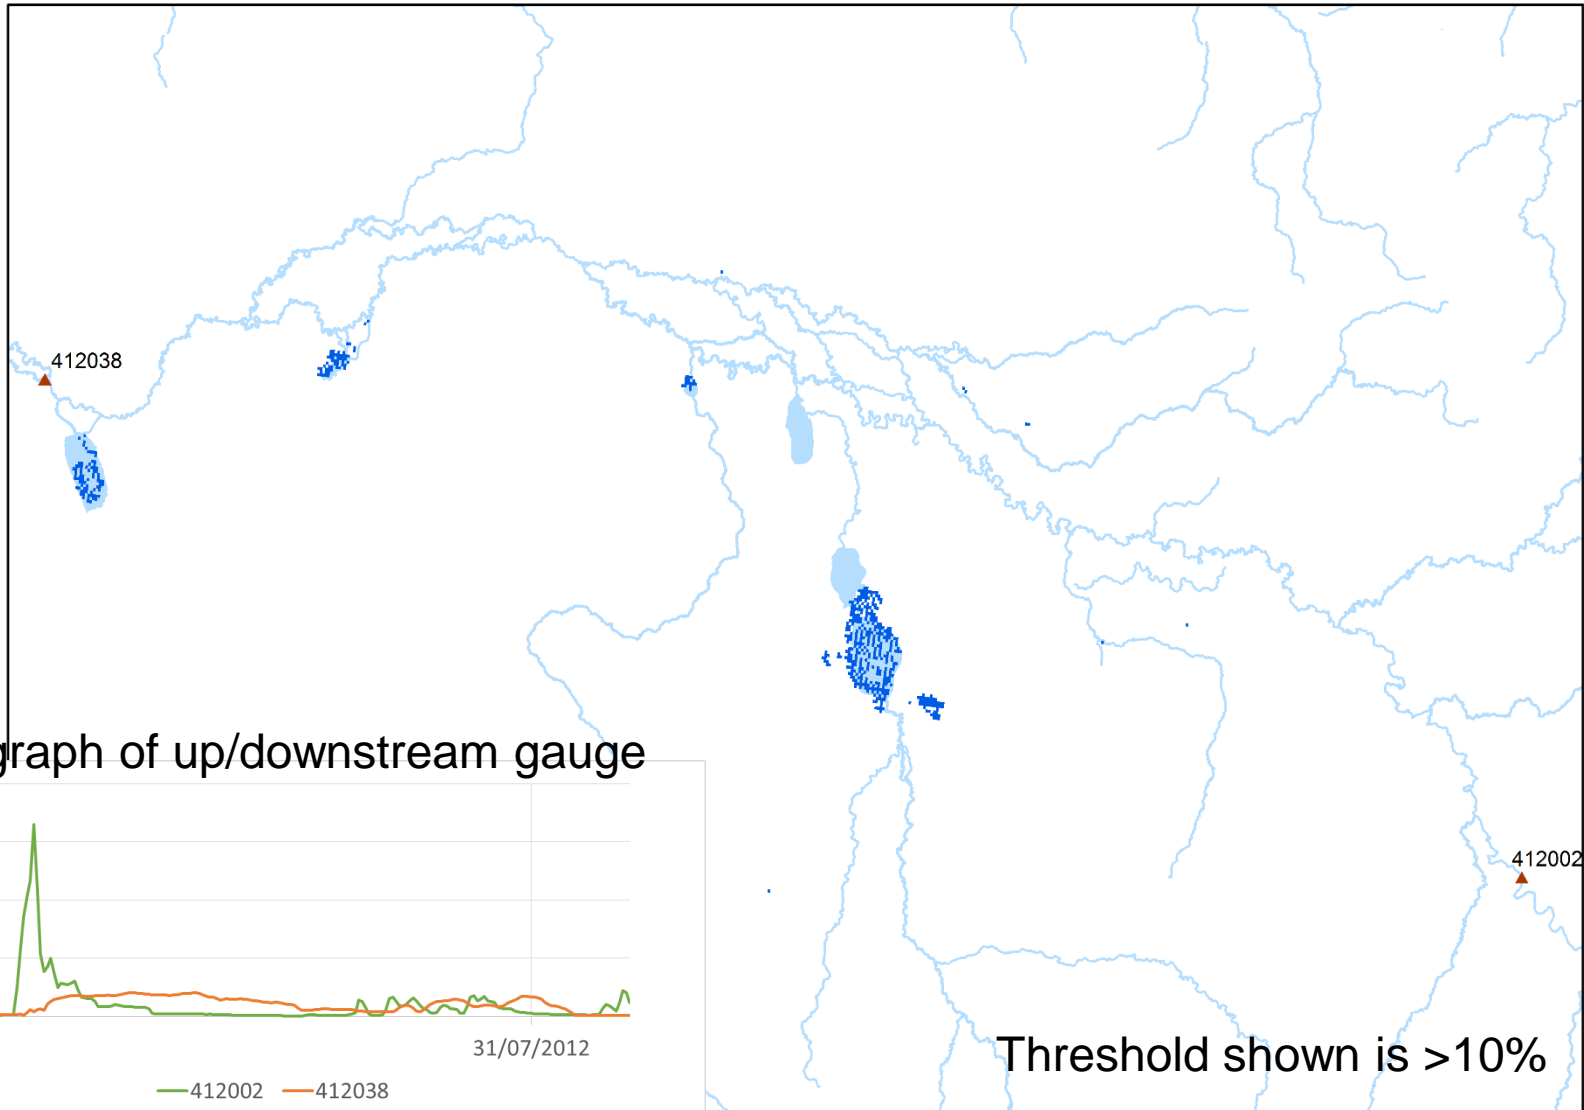 412038
graph of up/downstream gauge
412002
31/07/2012
Threshold shown is >10%
412002 412038